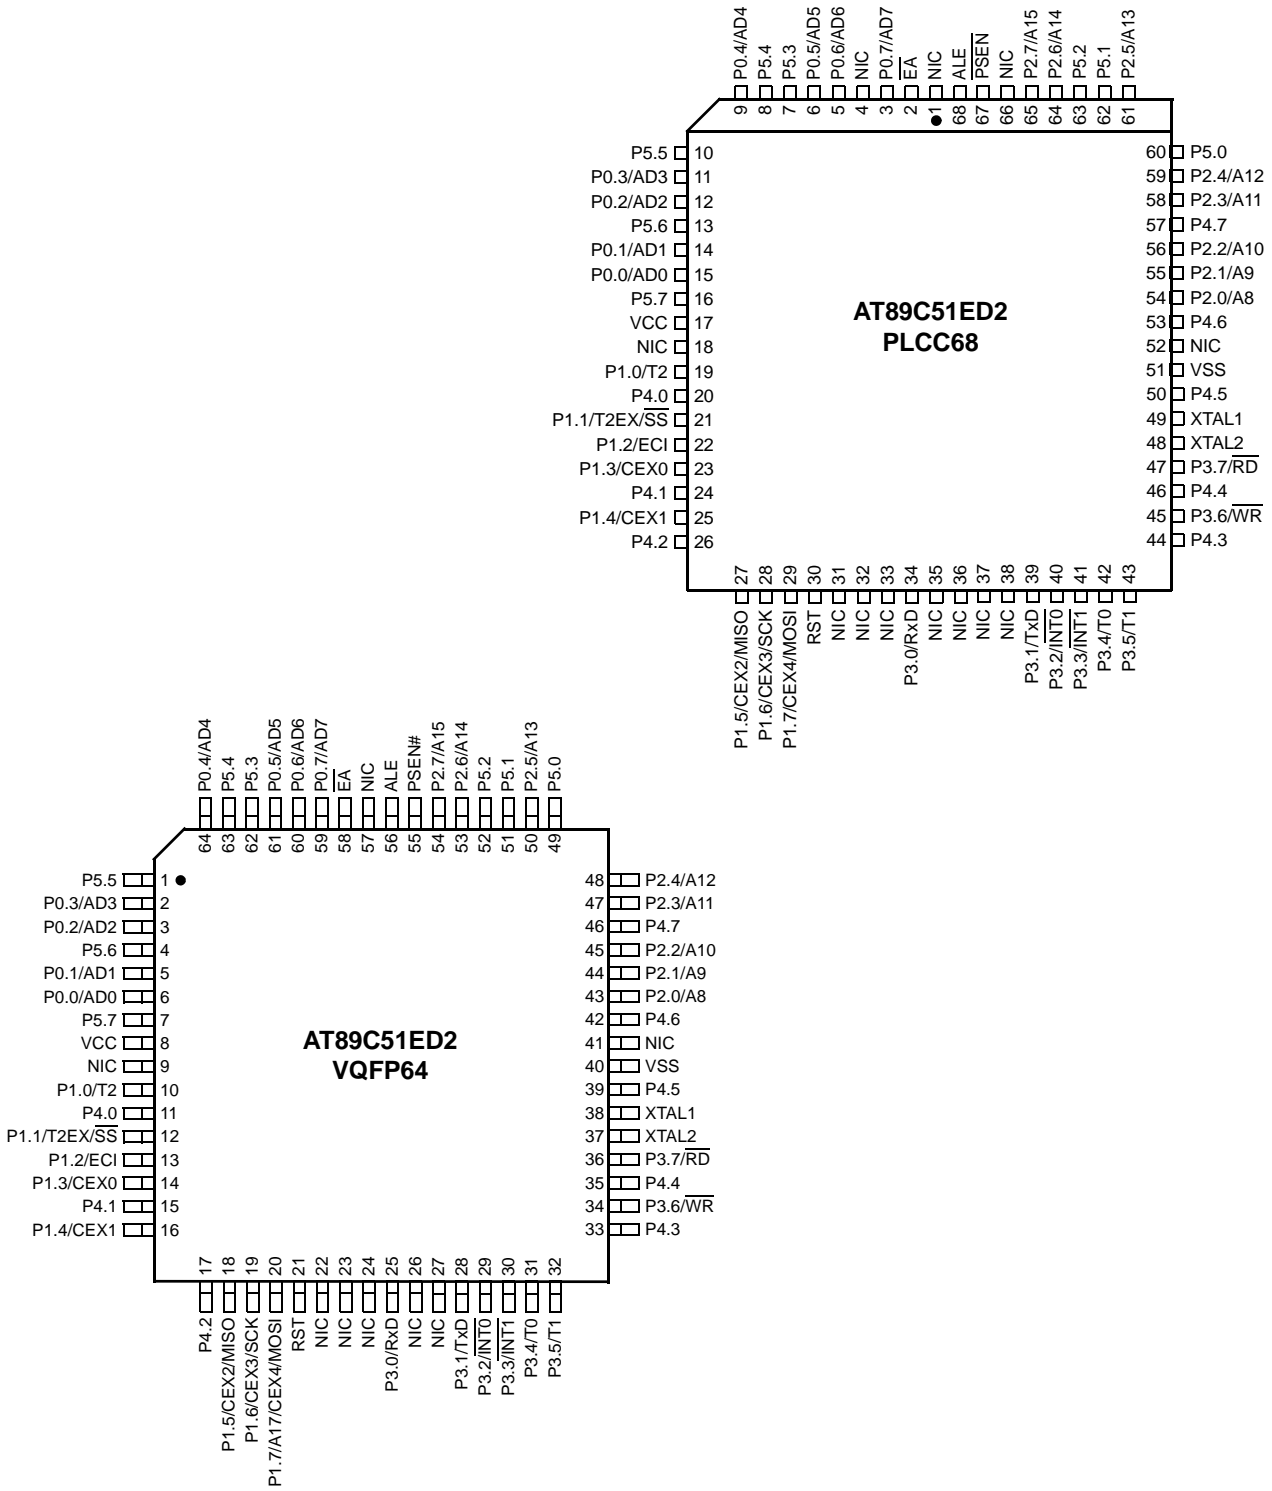 P0.4/AD4
P5.4
P5.3
P0.5/AD5
P0.6/AD6
NIC
P0.7/AD7
EA
NIC
ALE
PSEN
NIC
P2.7/A15
P2.6/A14
P5.2
P5.1
P2.5/A13
9 8 7 6 5 4 3 2 1 68 67 66 65 64 63 62 61
P5.5 10
P0.3/AD3 11
P0.2/AD2 12
P5.6 13
P0.1/AD1 14
P0.0/AD0 15
P5.7 16
VCC 17
NIC 18
P1.0/T2 19
P4.0 20
P1.1/T2EX/SS 21
P1.2/ECI 22
P1.3/CEX0 23
P4.1 24
P1.4/CEX1 25
P4.2 26
AT89C51ED2
PLCC68
60 P5.0
59 P2.4/A12
58 P2.3/A11
57 P4.7
56 P2.2/A10
55 P2.1/A9
54 P2.0/A8
53 P4.6
52 NIC
51 VSS
50 P4.5
49 XTAL1
48 XTAL2
47 P3.7/RD
46 P4.4
45 P3.6/WR
44 P4.3
27 28 29 30 31 32 33 34 35 36 37 38 39 40 41 42 43
P1.5/CEX2/MISO
P1.6/CEX3/SCK
P1.7/CEX4/MOSI
RST
NIC
NIC
NIC
P3.0/RxD
NIC
NIC
NIC
NIC
P3.1/TxD
P3.2/INT0
P3.3/INT1
P3.4/T0
P3.5/T1
P0.4/AD4
P5.4
P5.3
P0.5/AD5
P0.6/AD6
P0.7/AD7
EA
NIC
ALE
PSEN#
P2.7/A15
P2.6/A14
P5.2
P5.1
P2.5/A13
P5.0
64 63 62 61 60 59 58 57 56 55 54 53 52 51 50 49
P5.5 1
P0.3/AD3 2
P0.2/AD2 3
P5.6 4
P0.1/AD1 5
P0.0/AD0 6
P5.7 7
VCC 8
NIC 9
P1.0/T2 10
P4.0 11
P1.1/T2EX/SS 12
P1.2/ECI 13
P1.3/CEX0 14
P4.1 15
P1.4/CEX1 16
AT89C51ED2
VQFP64
48 P2.4/A12
47 P2.3/A11
46 P4.7
45 P2.2/A10
44 P2.1/A9
43 P2.0/A8
42 P4.6
41 NIC
40 VSS
39 P4.5
38 XTAL1
37 XTAL2
36 P3.7/RD
35 P4.4
34 P3.6/WR
33 P4.3
17 18 19 20 21 22 23 24 25 26 27 28 29 30 31 32
P4.2
P1.5/CEX2/MISO
P1.6/CEX3/SCK
P1.7/A17/CEX4/MOSI
RST
NIC
NIC
NIC
P3.0/RxD
NIC
NIC
P3.1/TxD
P3.2/INT0
P3.3/INT1
P3.4/T0
P3.5/T1